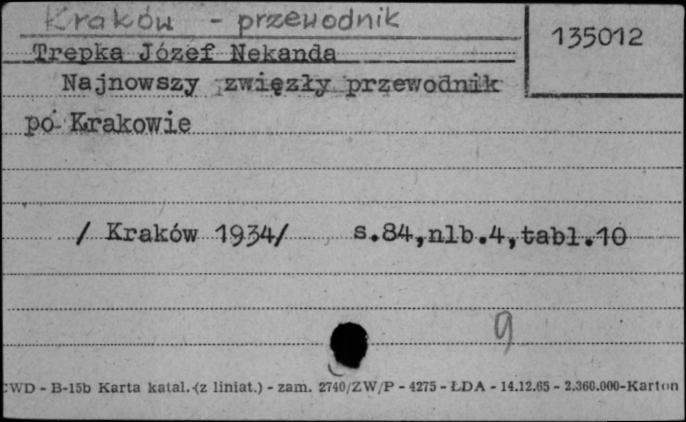 Kraków - przewodnik
135012
Trepka Józef Nekanda
Najnowszy zwięzły przewodnik
po Krakowie
/ Kraków 1934/ s.84,nlb.4,tabl.10
9
CWD - B-15b Karta katal. (z liniat.) - zam. 2740/ZW/P - 4275 - ŁDA - 14.12.65 - 2.360.000-Karton